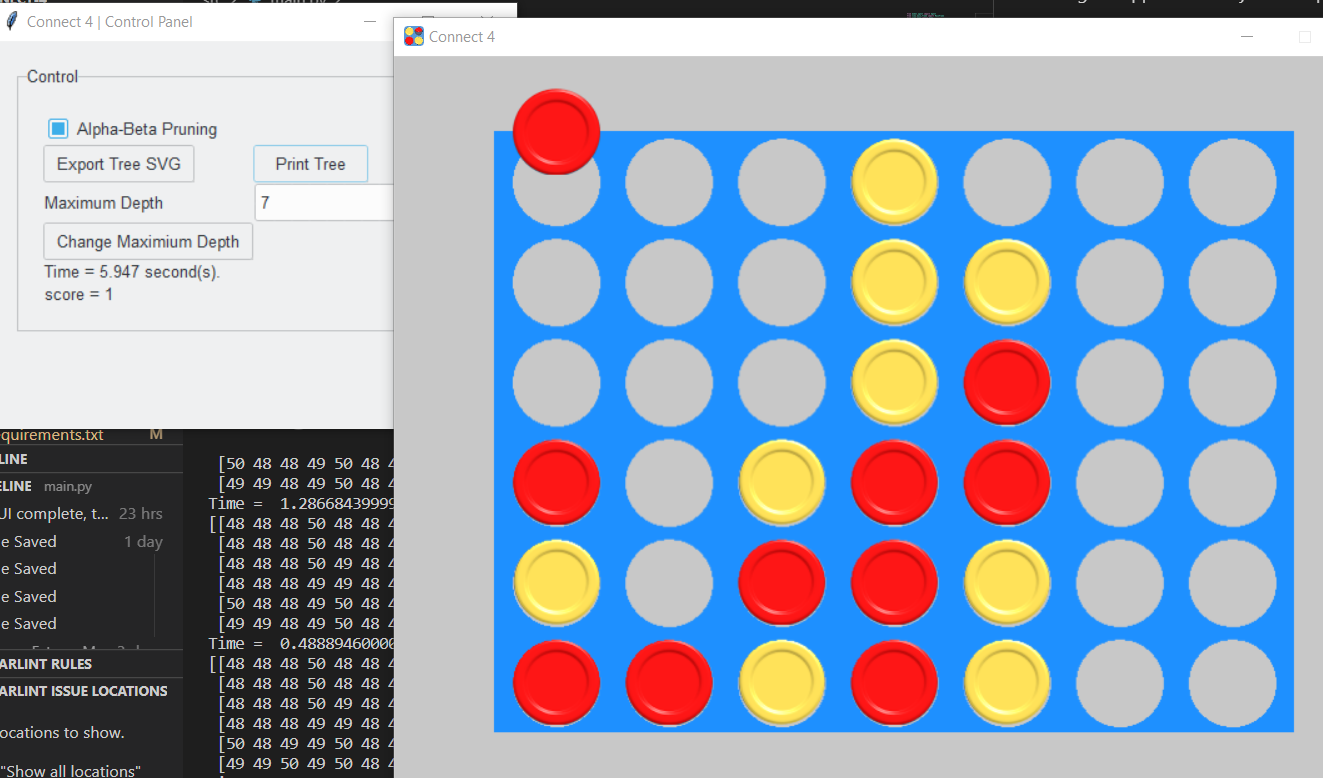 Connect 4 | Control Panel
Connect 4
Control
Alpha-Beta Pruning
Export Tree SVG
Print Tree
Maximum Depth
7
Change Maximium Depth
Time = 5.947 second(s).
score = 1
equirements.txt M
LINE
ELINE main.py
UI complete, t... 23 hrs
e Saved 1 day
e Saved
e Saved
e Saved
ARLINT RULES
ARLINT ISSUE LOCATIONS
ocations to show.
"Show all locations"
[50 48 48 49 50 48 4
[49 49 48 49 50 48 4
Time = 1.28668439999
[[48 48 48 50 48 48 4
[48 48 48 50 48 48 4
[48 48 48 50 49 48 4
[48 48 48 49 49 48 4
[50 48 48 49 50 48 4
[49 49 48 49 50 48 4
Time = 0.48889460000
[[48 48 48 50 48 48 4
[48 48 48 50 48 48 4
[48 48 48 50 49 48 4
[48 48 48 49 49 48 4
[50 48 49 49 50 48 4
[49 49 50 49 50 48 4